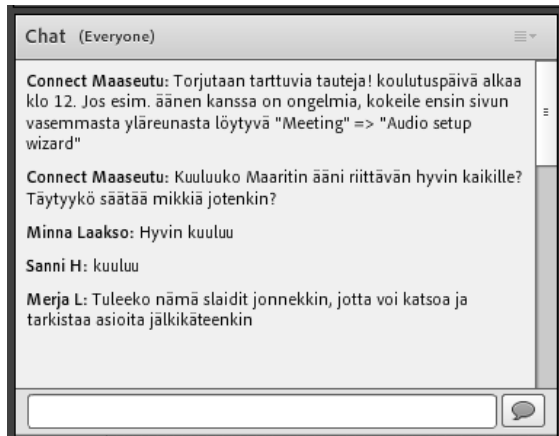 Chat (Everyone)
Connect Maaseutu: Torjutaan tarttuvia tauteja! koulutuspäivä alkaa
klo 12. Jos esim. äänen kanssa on ongelmia, kokeile ensin sivun
vasemmasta yläreunasta löytyvä "Meeting" => "Audio setup
wizard"
Connect Maaseutu: Kuuluuko Maaritin ääni riittävän hyvin kaikille?
Täytyykö säätää mikkiä jotenkin?
Minna Laakso: Hyvin kuuluu
Sanni H: kuuluu
Merja L: Tuleeko nämä slaidit jonnekkin, jotta voi katsoa ja
tarkistaa asioita jälkikäteenkin